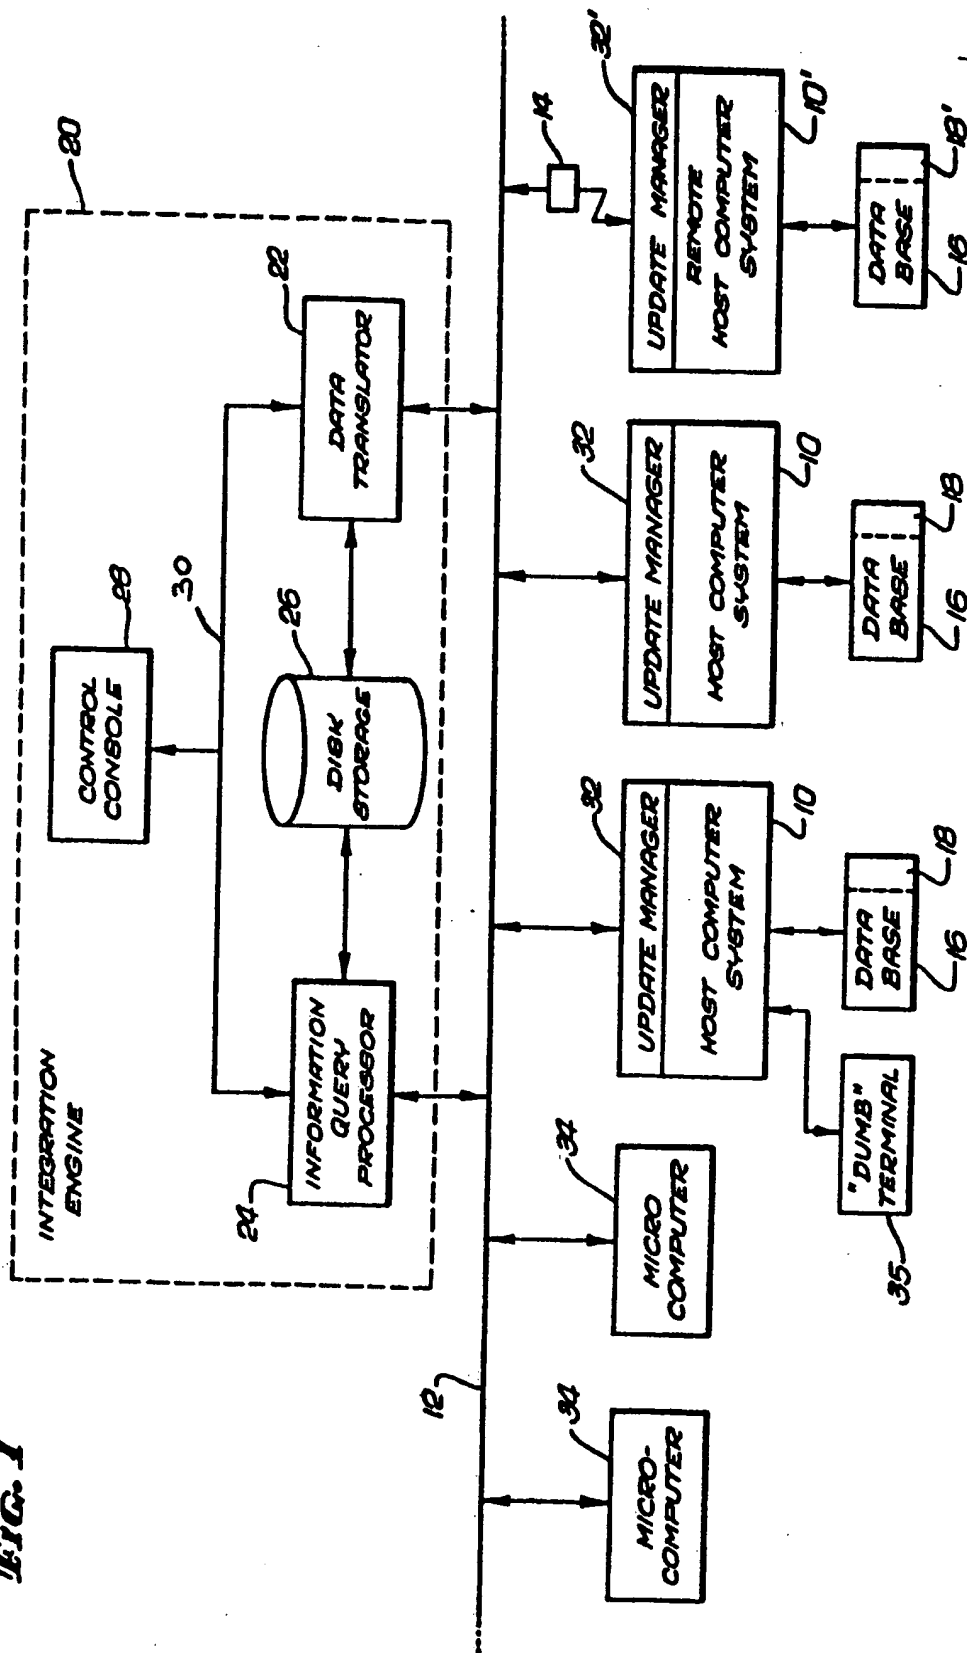 FIG. 1
INTEGRATION
ENGINE
20
CONTROL
CONSOLE
28
30
INFORMATION
QUERY
PROCESSOR
24
DISK
STORAGE
26
DATA
TRANSLATOR
22
12
14
MICRO-
COMPUTER
34
MICRO
COMPUTER
34
UPDATE MANAGER
HOST COMPUTER
SYSTEM
32
10
UPDATE MANAGER
HOST COMPUTER
SYSTEM
32
10
UPDATE MANAGER
REMOTE
HOST COMPUTER
SYSTEM
32'
10'
"DUMB"
TERMINAL
35
DATA
BASE
16
18
DATA
BASE
16
18
DATA
BASE
16
18'